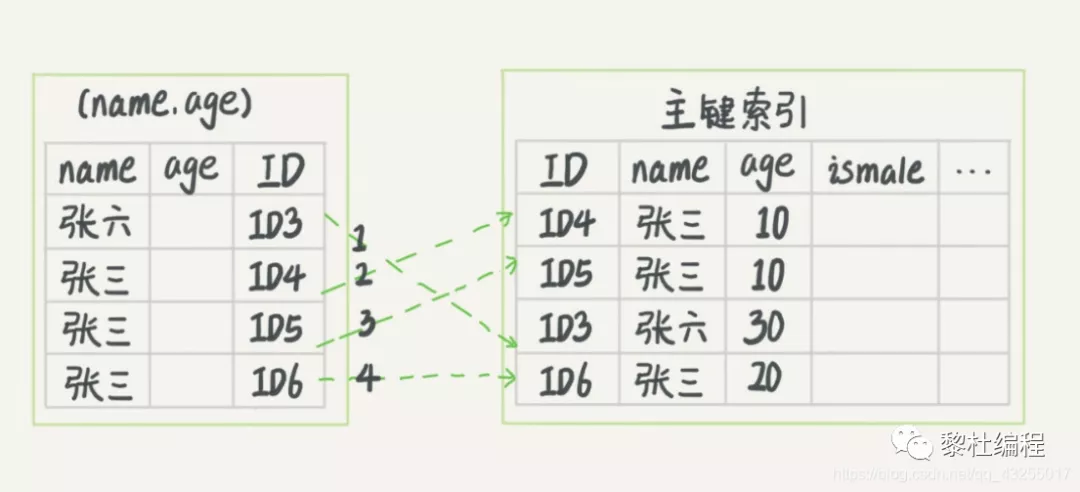 (name.age)
name age ID
张六 ID3
张三 ID4
张三 ID5
张三 ID6
1
2
3
4
主键索引
ID name age ismale ...
ID4 张三 10
ID5 张三 10
ID3 张六 30
ID6 张三 20
黎杜编程
https://blog.csdn.net/qq_43255017